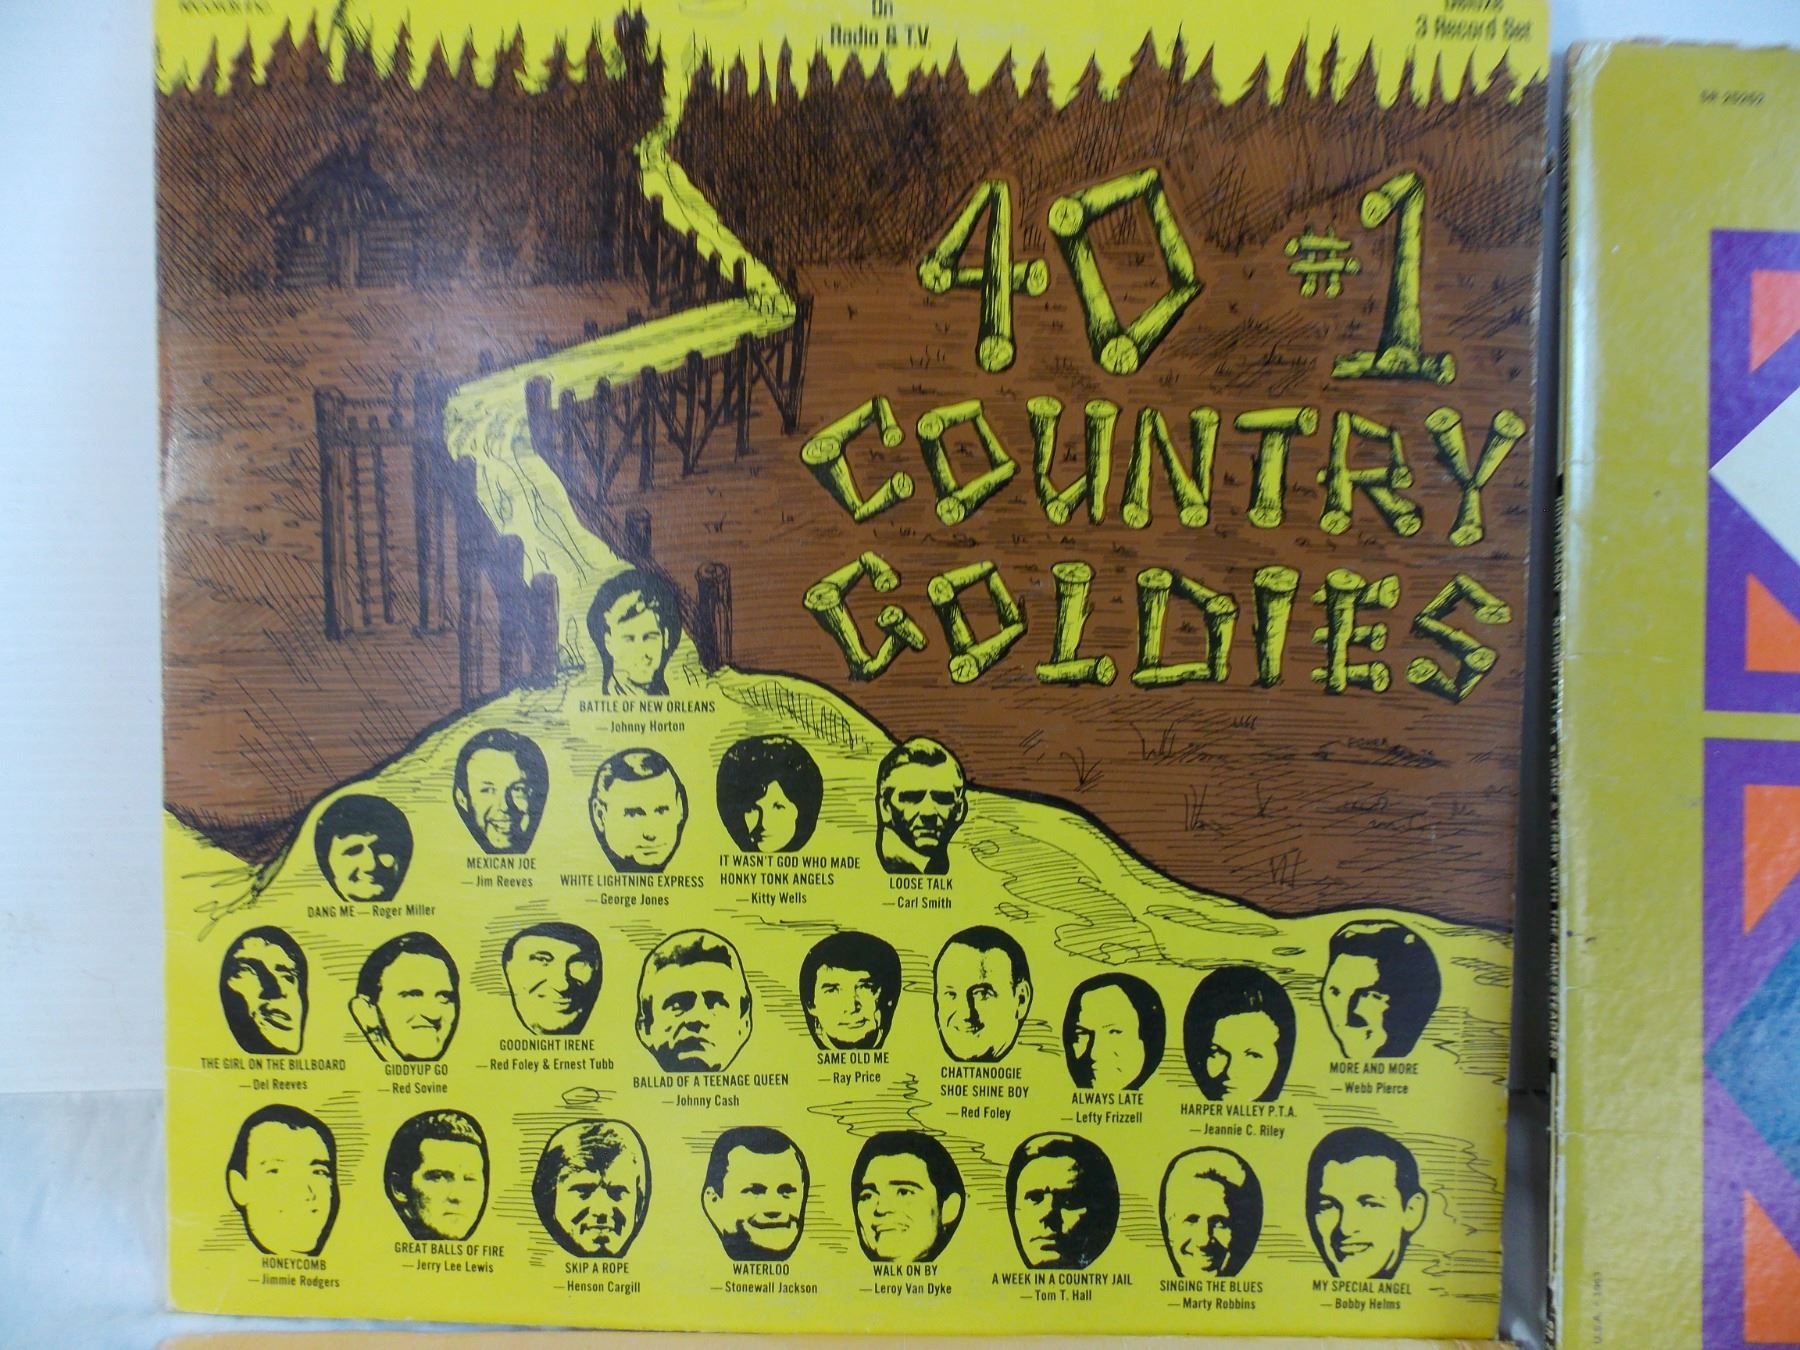 On
Radio & T.V.
3 Record Set
40 #1
COUNTRY
GOLDIES
BATTLE OF NEW ORLEANS
—Johnny Horton
MEXICAN JOE
—Jim Reeves
WHITE LIGHTNING EXPRESS
—George Jones
IT WASN'T GOD WHO MADE
HONKY TONK ANGELS
—Kitty Wells
LOOSE TALK
—Carl Smith
DANG ME—Roger Miller
THE GIRL ON THE BILLBOARD
—Del Reeves
GIDDYUP GO
—Red Sovine
GOODNIGHT IRENE
—Red Foley & Ernest Tubb
BALLAD OF A TEENAGE QUEEN
—Johnny Cash
SAME OLD ME
—Ray Price
CHATTANOOGIE
SHOE SHINE BOY
—Red Foley
ALWAYS LATE
—Lefty Frizzell
HARPER VALLEY P.T.A.
—Jeannie C. Riley
MORE AND MORE
—Webb Pierce
HONEYCOMB
—Jimmie Rodgers
GREAT BALLS OF FIRE
—Jerry Lee Lewis
SKIP A ROPE
—Henson Cargill
WATERLOO
—Stonewall Jackson
WALK ON BY
—Leroy Van Dyke
A WEEK IN A COUNTRY JAIL
—Tom T. Hall
SINGING THE BLUES
—Marty Robbins
MY SPECIAL ANGEL
—Bobby Helms
SR 25252